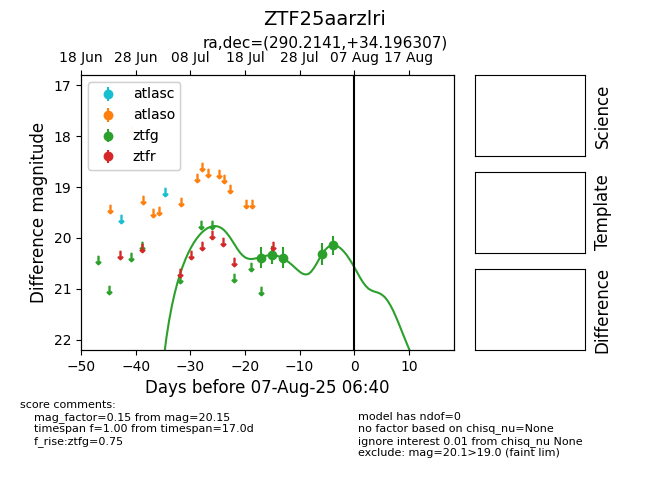 ZTF25aarzlri
ra,dec=(290.2141,+34.196307)
18 Jun 28 Jun 08 Jul 18 Jul 28 Jul 07 Aug 17 Aug
atlasc
atlaso
ztfg
ztfr
17
18
19
20
21
22
Difference magnitude
−50 −40 −30 −20 −10 0 10
Days before 07-Aug-25 06:40
Science
Template
Difference
score comments:
mag_factor=0.15 from mag=20.15
timespan f=1.00 from timespan=17.0d
f_rise:ztfg=0.75
model has ndof=0
no factor based on chisq_nu=None
ignore interest 0.01 from chisq_nu None
exclude: mag=20.1>19.0 (faint lim)